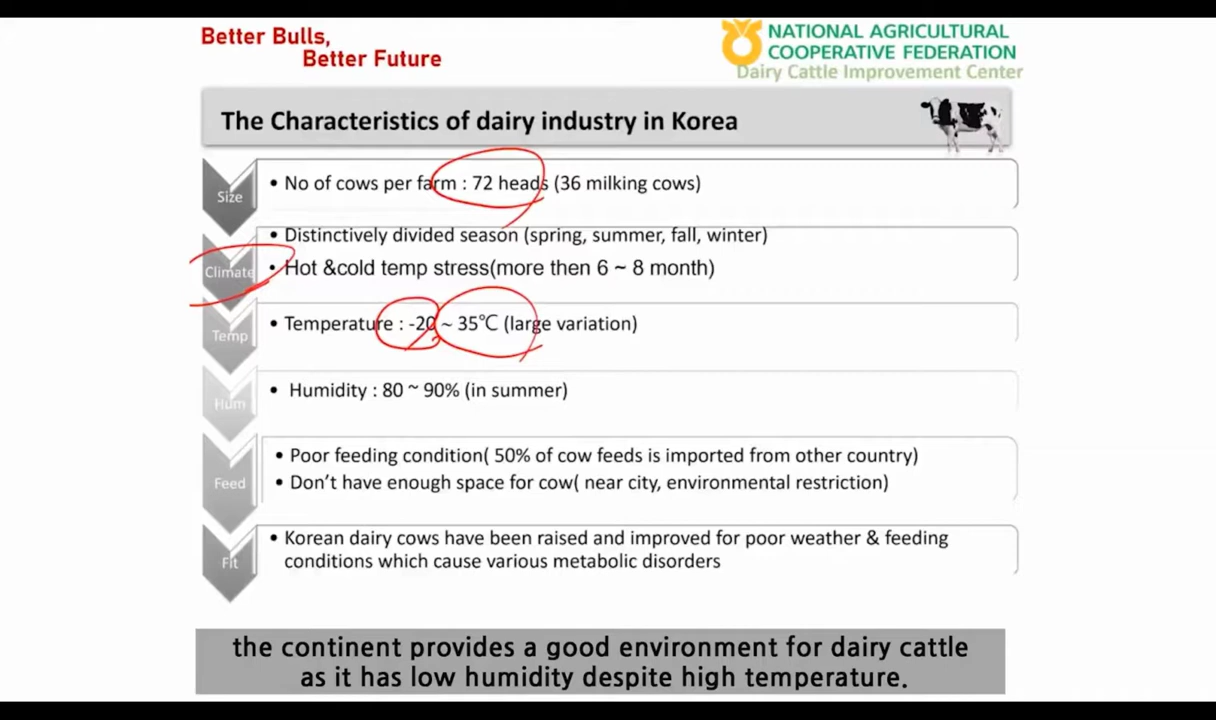 Better Bulls,
Better Future
NATIONAL AGRICULTURAL
COOPERATIVE FEDERATION
Dairy Cattle Improvement Center
The Characteristics of dairy industry in Korea
Size
• No of cows per farm : 72 heads (36 milking cows)
Climate
• Distinctively divided season (spring, summer, fall, winter)
• Hot &cold temp stress(more then 6 ~ 8 month)
Temp
• Temperature : -20 ~ 35℃ (large variation)
Hum
• Humidity : 80 ~ 90% (in summer)
Feed
• Poor feeding condition( 50% of cow feeds is imported from other country)
• Don’t have enough space for cow( near city, environmental restriction)
Fit
• Korean dairy cows have been raised and improved for poor weather & feeding
conditions which cause various metabolic disorders
the continent provides a good environment for dairy cattle
as it has low humidity despite high temperature.